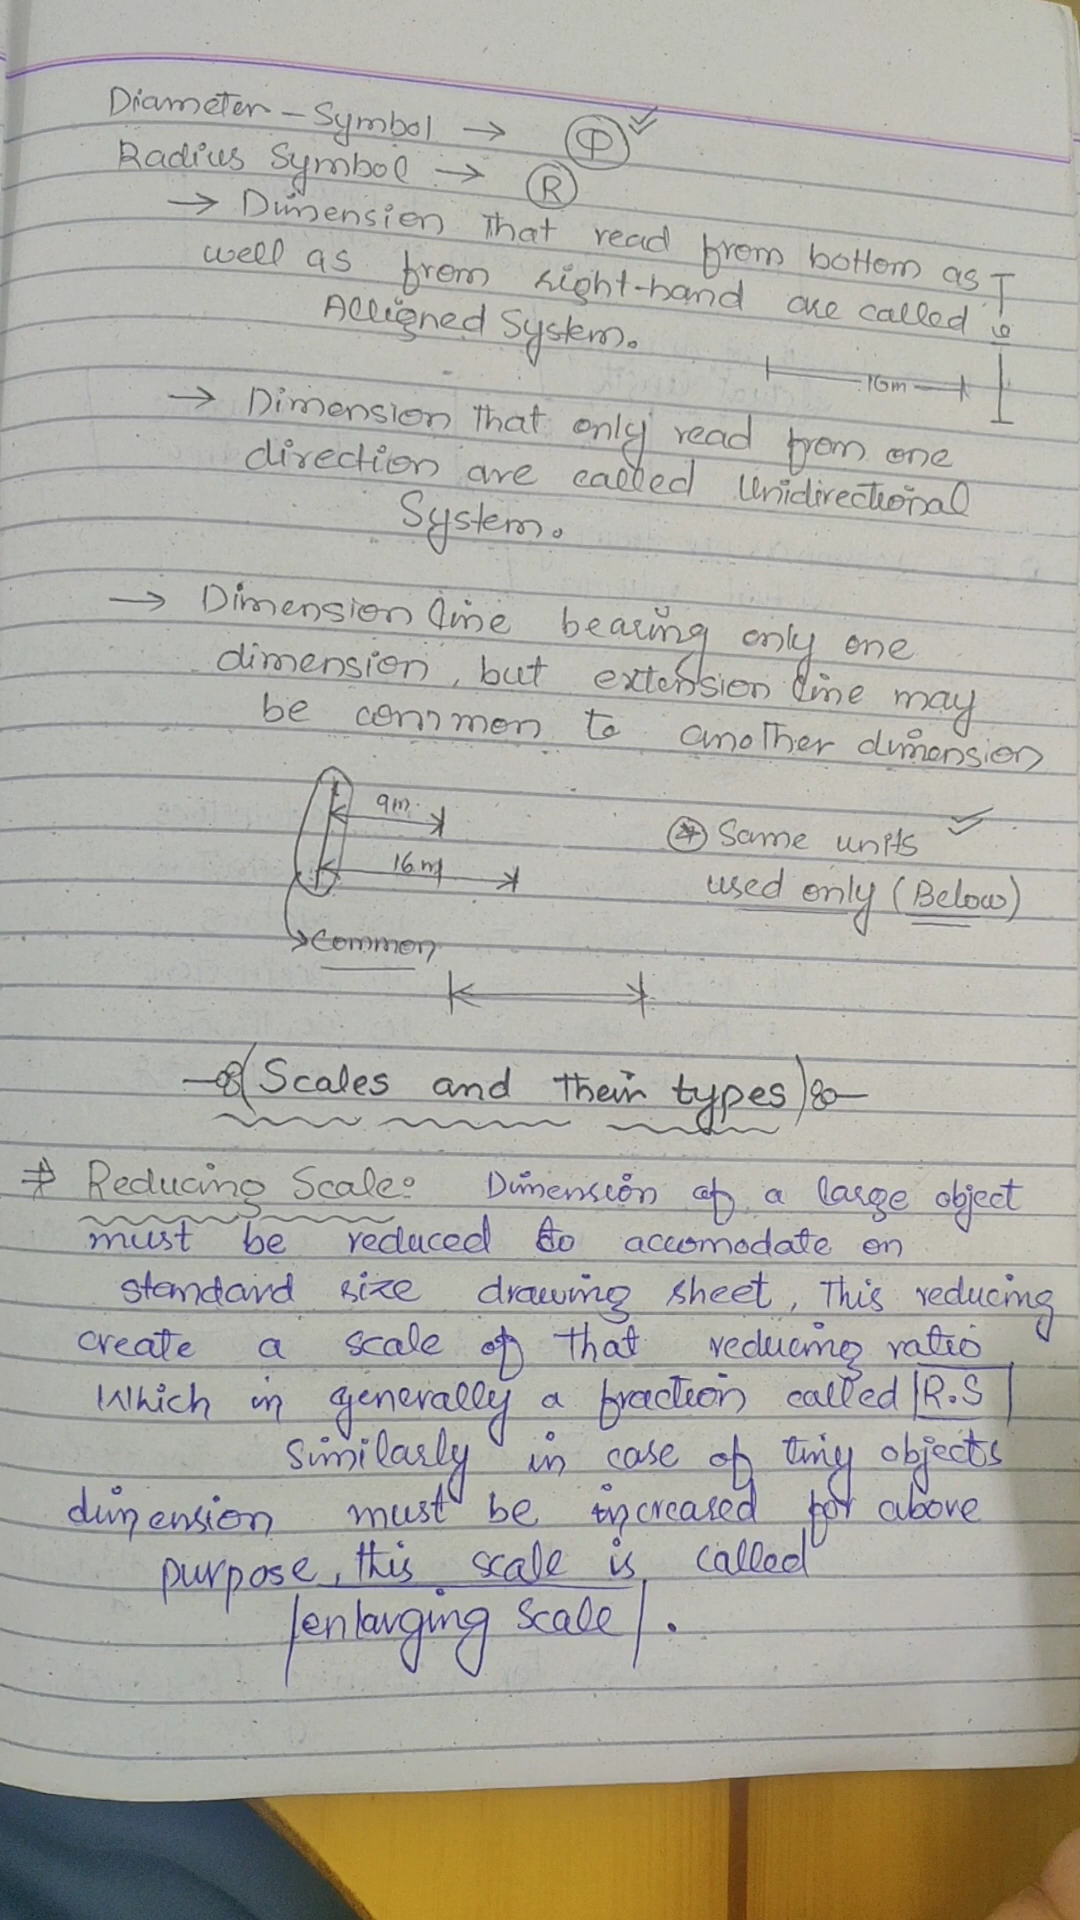 Diameter - Symbol → Φ
Radius Symbol → R
→ Dimension that read from bottom as
well as from right-hand are called
Alligned System.
16m
→ Dimension that only read from one
direction are called Unidirectional
System.
→ Dimension line bearing only one
dimension, but extension line may
be common to another dimension
9m
16m
common
* Same units
used only (Below)
Scales and their types
⇒ Reducing Scale: Dimension of a large object
must be reduced to accomodate on
standard size drawing sheet, This reducing
create a scale of that reducing ratio
Which in generally a fraction called R.S
Similarly in case of tiny objects
dimension must be increased for above
purpose, this scale is called
enlarging scale.